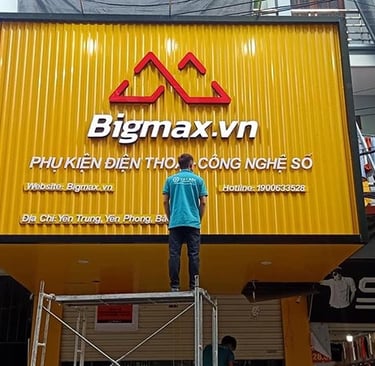 Bigmax.vn
PHỤ KIỆN ĐIỆN THOẠI CÔNG NGHỆ SỐ
Website: Bigmax.vn
Hotline: 1900633528
Địa Chỉ: Yên Trung, Yên Phong,